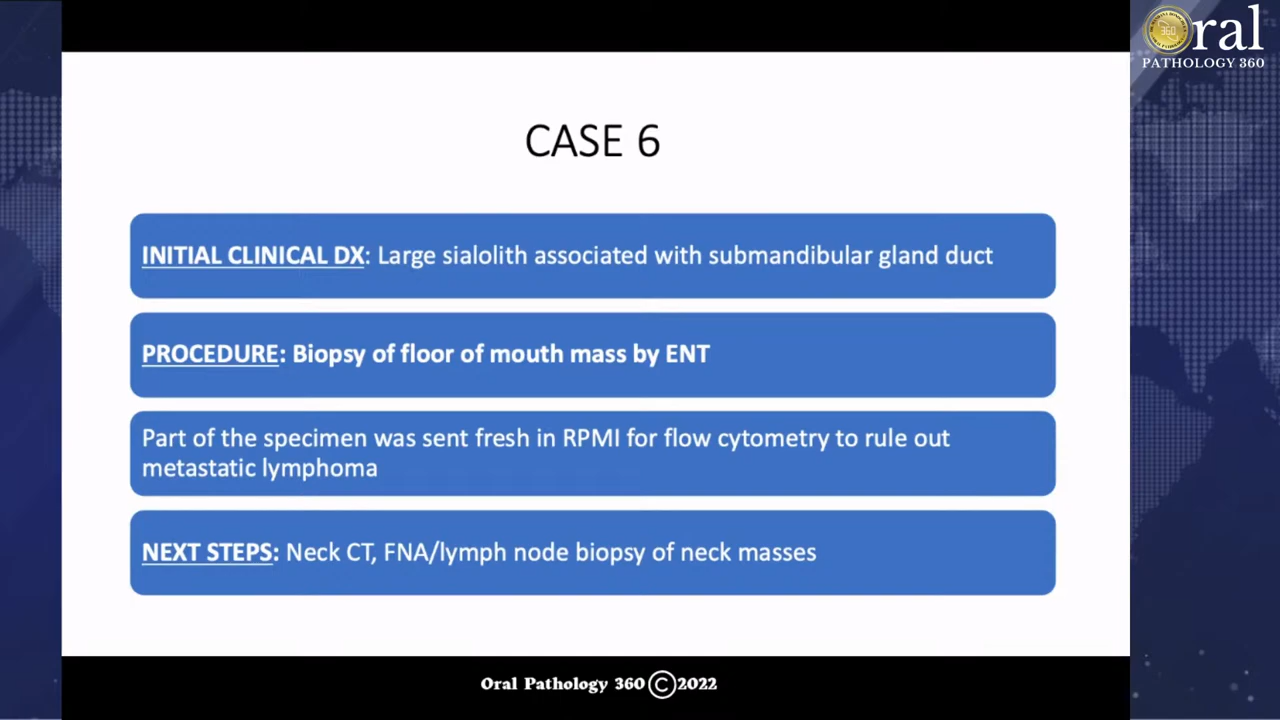 Oral
PATHOLOGY 360
CASE 6
INITIAL CLINICAL DX: Large sialolith associated with submandibular gland duct
PROCEDURE: Biopsy of floor of mouth mass by ENT
Part of the specimen was sent fresh in RPMI for flow cytometry to rule out
metastatic lymphoma
NEXT STEPS: Neck CT, FNA/lymph node biopsy of neck masses
Oral Pathology 360©2022